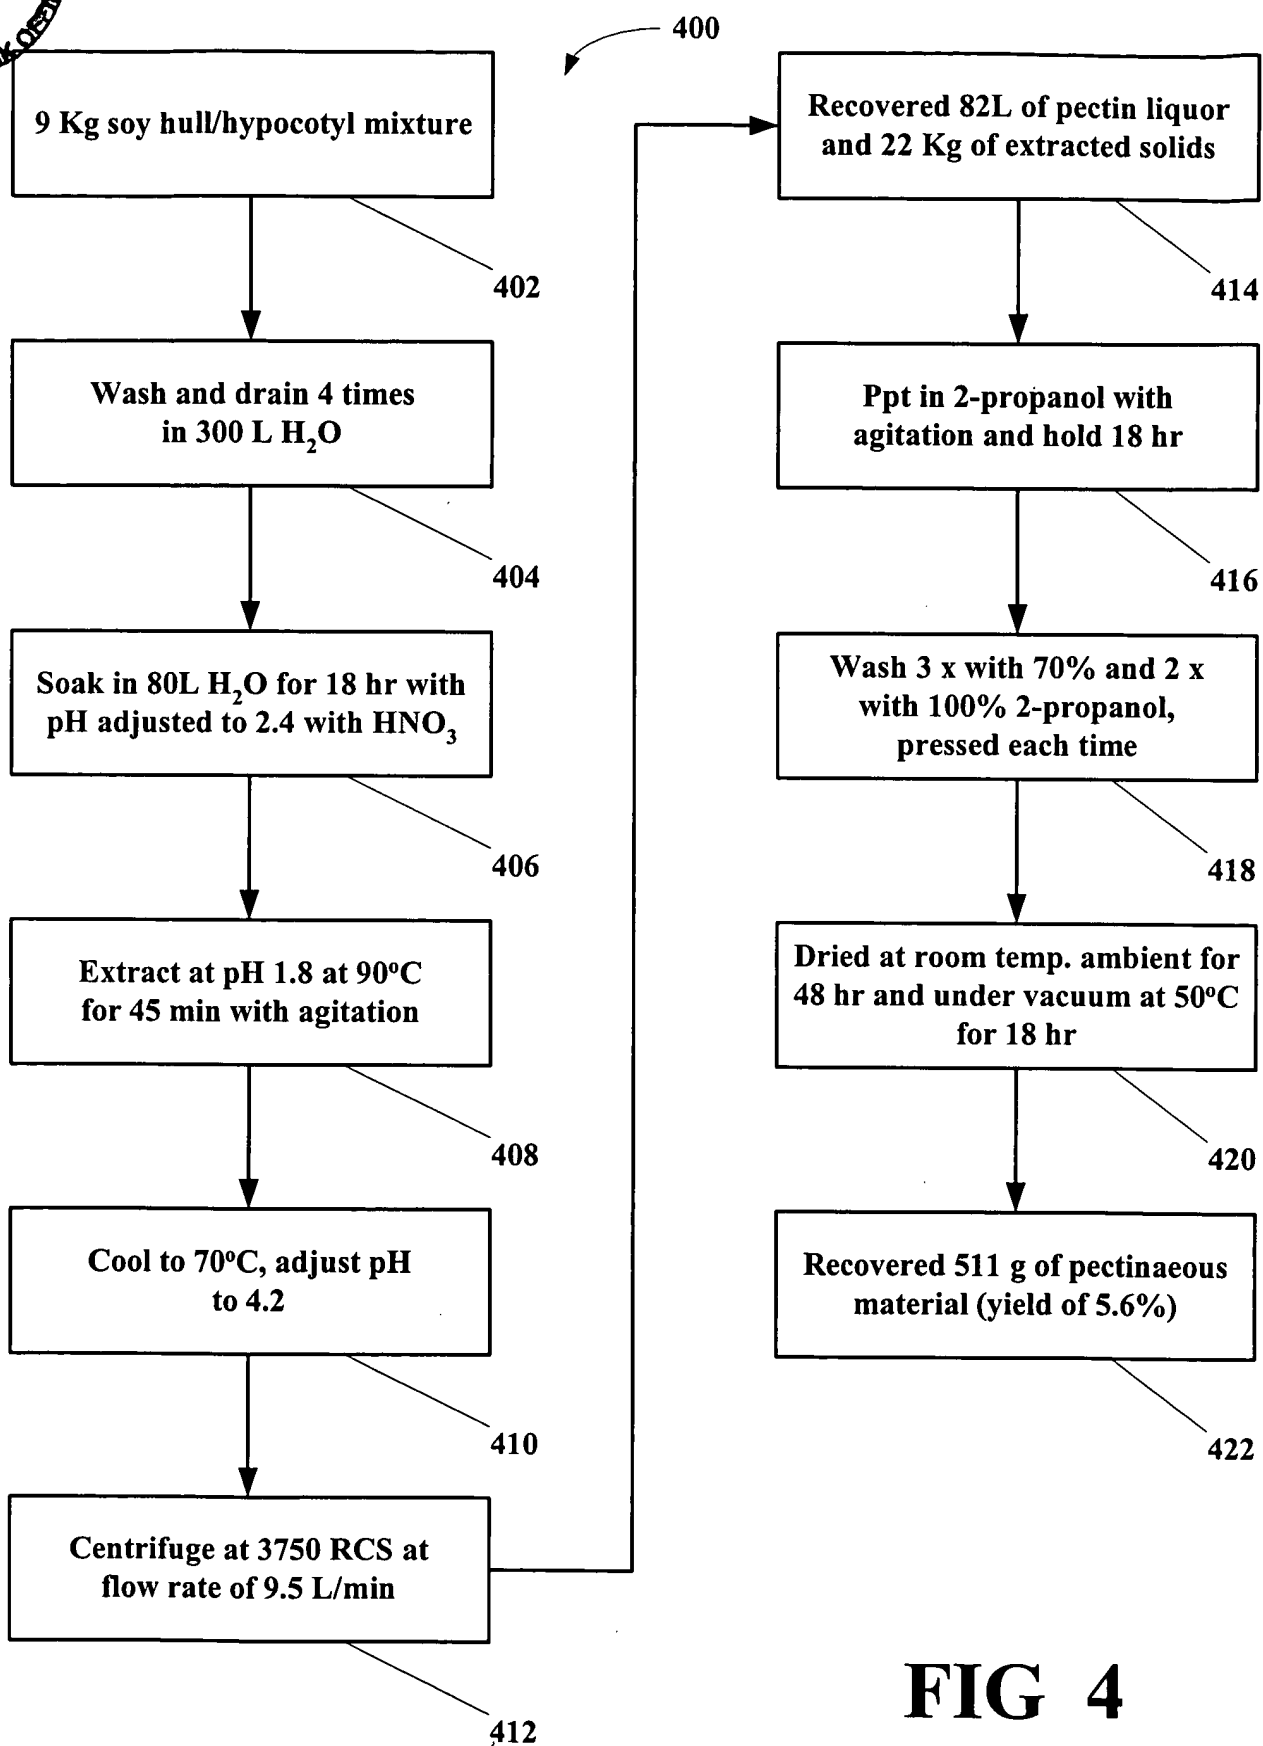 400
9 Kg soy hull/hypocotyl mixture
402
Wash and drain 4 times
in 300 L H₂O
404
Soak in 80L H₂O for 18 hr with
pH adjusted to 2.4 with HNO₃
406
Extract at pH 1.8 at 90ºC
for 45 min with agitation
408
Cool to 70ºC, adjust pH
to 4.2
410
Centrifuge at 3750 RCS at
flow rate of 9.5 L/min
412
Recovered 82L of pectin liquor
and 22 Kg of extracted solids
414
Ppt in 2-propanol with
agitation and hold 18 hr
416
Wash 3 x with 70% and 2 x
with 100% 2-propanol,
pressed each time
418
Dried at room temp. ambient for
48 hr and under vacuum at 50ºC
for 18 hr
420
Recovered 511 g of pectinaeous
material (yield of 5.6%)
422
FIG 4